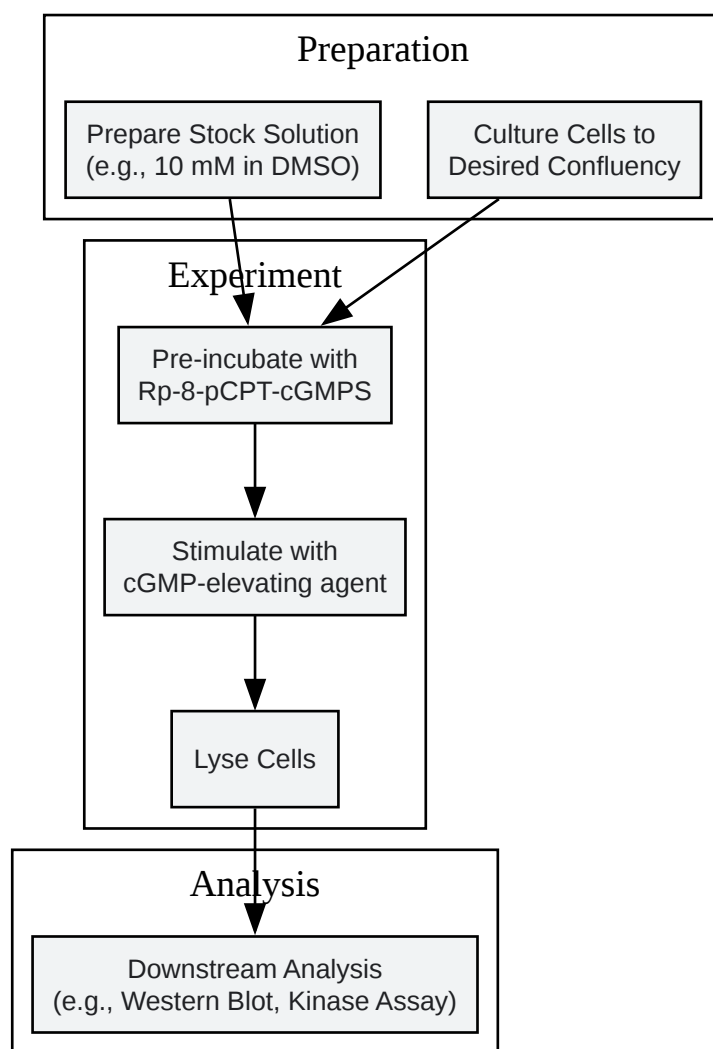 Preparation
Prepare Stock Solution
(e.g., 10 mM in DMSO)
Culture Cells to
Desired Confluency
Experiment
Pre-incubate with
Rp-8-pCPT-cGMPS
Stimulate with
cGMP-elevating agent
Lyse Cells
Analysis
Downstream Analysis
(e.g., Western Blot, Kinase Assay)